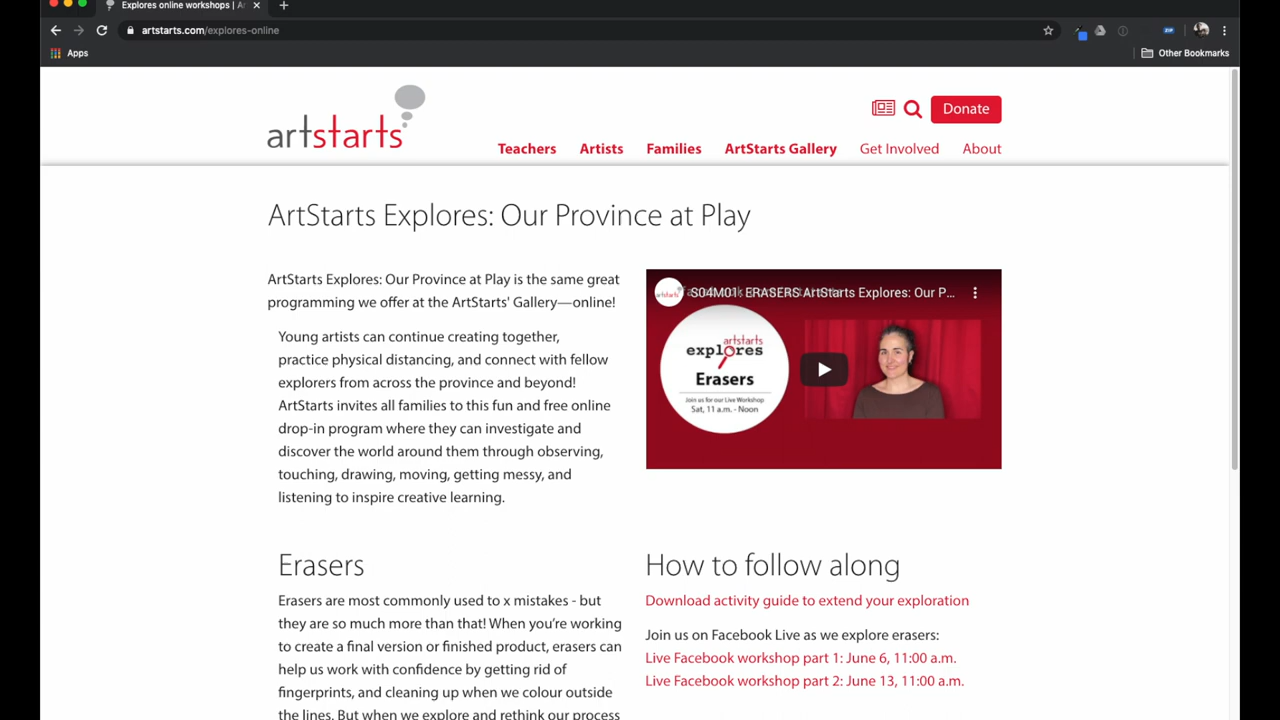 Explores online workshops | Ar
artstarts.com/explores-online
ZIP
Apps
Other Bookmarks
artstarts
Donate
Teachers Artists Families ArtStarts Gallery Get Involved About
ArtStarts Explores: Our Province at Play
ArtStarts Explores: Our Province at Play is the same great
programming we offer at the ArtStarts' Gallery—online!
Young artists can continue creating together,
practice physical distancing, and connect with fellow
explorers from across the province and beyond!
ArtStarts invites all families to this fun and free online
drop-in program where they can investigate and
discover the world around them through observing,
touching, drawing, moving, getting messy, and
listening to inspire creative learning.
artstarts
S04M01 ERASERS ArtStarts Explores: Our P...
artstarts
explores
Erasers
Join us for our Live Workshop
Sat, 11 a.m. - Noon
Erasers
Erasers are most commonly used to x mistakes - but
they are so much more than that! When you're working
to create a final version or finished product, erasers can
help us work with confidence by getting rid of
fingerprints, and cleaning up when we colour outside
the lines. But when we explore and rethink our process
How to follow along
Download activity guide to extend your exploration
Join us on Facebook Live as we explore erasers:
Live Facebook workshop part 1: June 6, 11:00 a.m.
Live Facebook workshop part 2: June 13, 11:00 a.m.